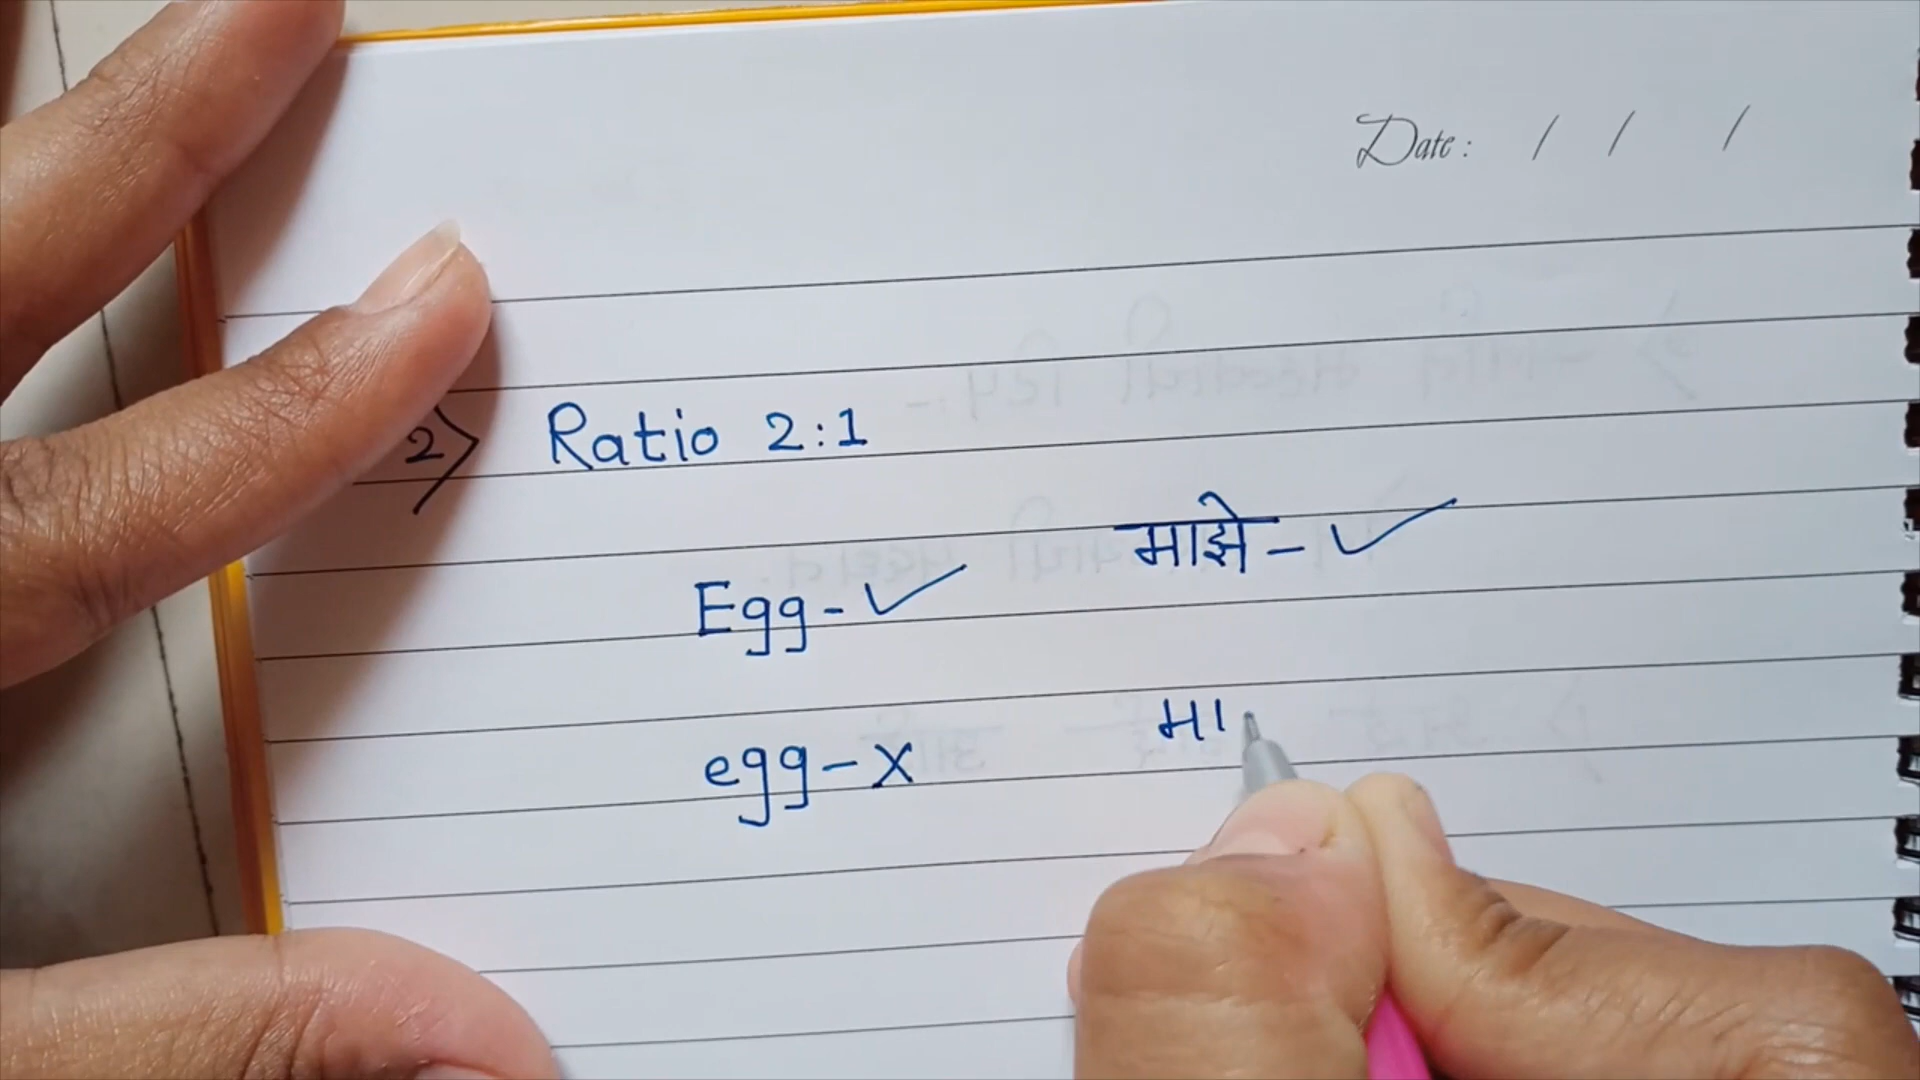 Date: / / /
2> Ratio 2:1
Egg - ✓ माझे - ✓
egg - x मा